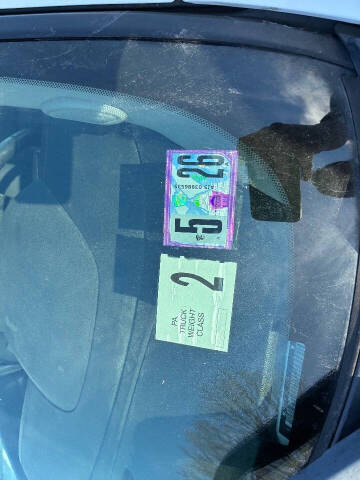 5 26
2
PA
TRUCK
WEIGHT
CLASS